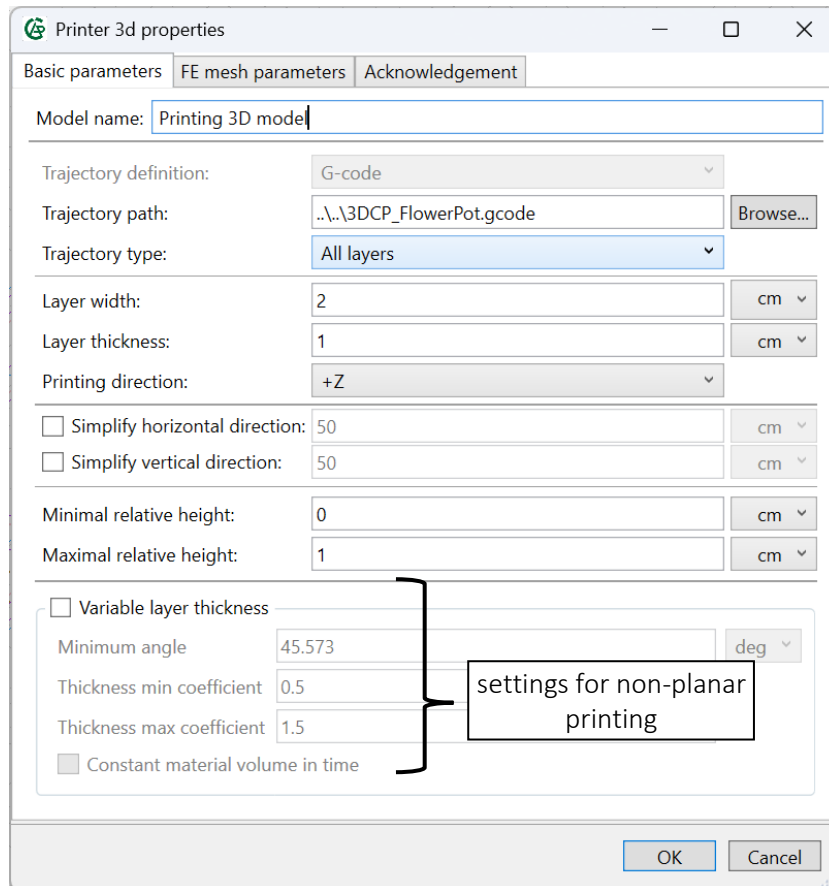 Printer 3d properties
Basic parameters FE mesh parameters Acknowledgement
Model name: Printing 3D model
Trajectory definition: G-code
Trajectory path: ..\..\3DCP_FlowerPot.gcode Browse...
Trajectory type: All layers
Layer width: 2 cm
Layer thickness: 1 cm
Printing direction: +Z
Simplify horizontal direction: 50 cm
Simplify vertical direction: 50 cm
Minimal relative height: 0 cm
Maximal relative height: 1 cm
Variable layer thickness
Minimum angle 45.573 deg
Thickness min coefficient 0.5
Thickness max coefficient 1.5
Constant material volume in time
settings for non-planar
printing
OK Cancel